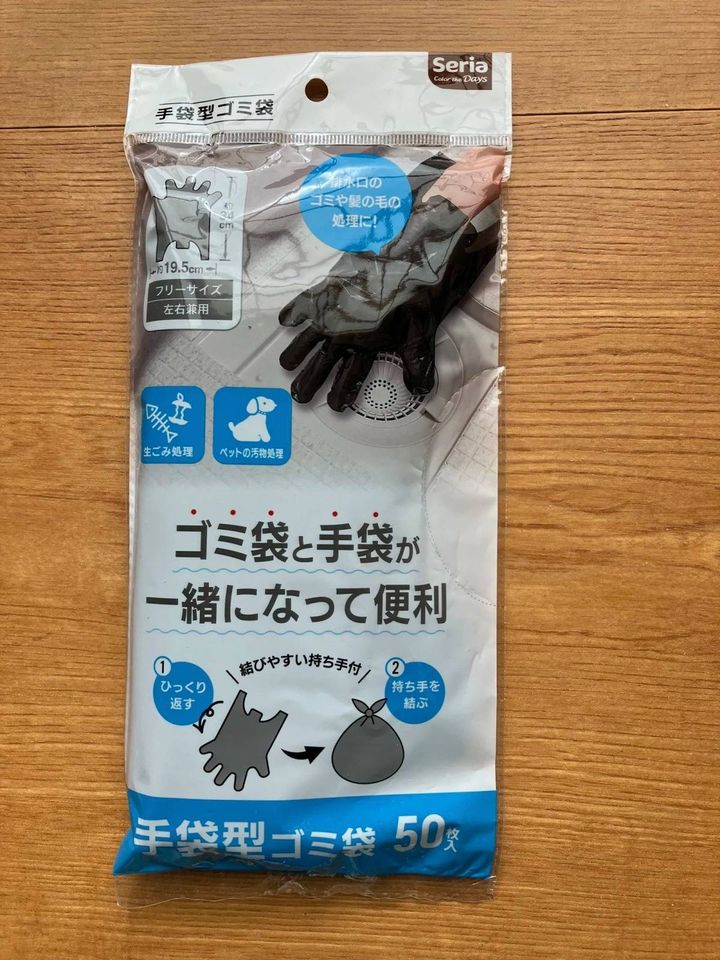 Seria
Color the Days
手袋型ゴミ袋
排水口の
ゴミや髪の毛の
処理に!
約
34
cm
約19.5cm
フリーサイズ
左右兼用
生ごみ処理
ペットの汚物処理
ゴミ袋と手袋が
一緒になって便利
結びやすい持ち手付
1
ひっくり
返す
2
持ち手を
結ぶ
手袋型ゴミ袋 50枚入